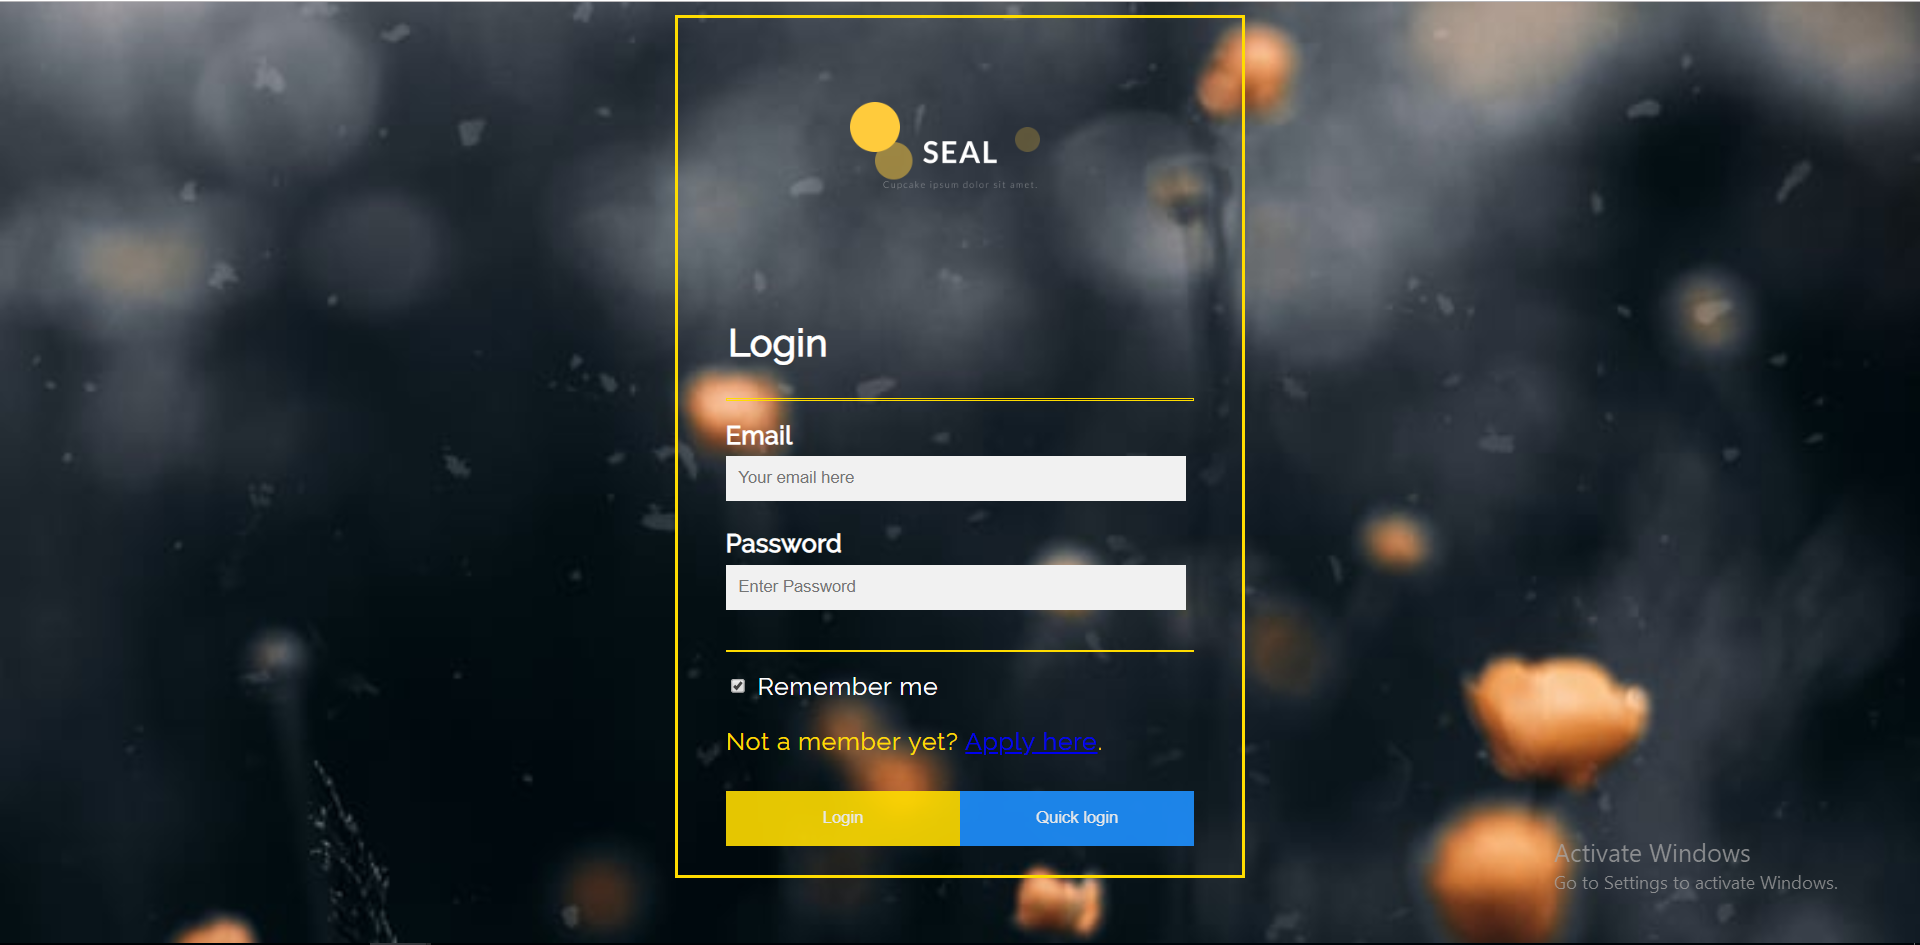 SEAL
Cupcake ipsum dolor sit amet.
Login
Email
Your email here
Password
Enter Password
Remember me
Not a member yet? Apply here.
Login
Quick login
Activate Windows
Go to Settings to activate Windows.